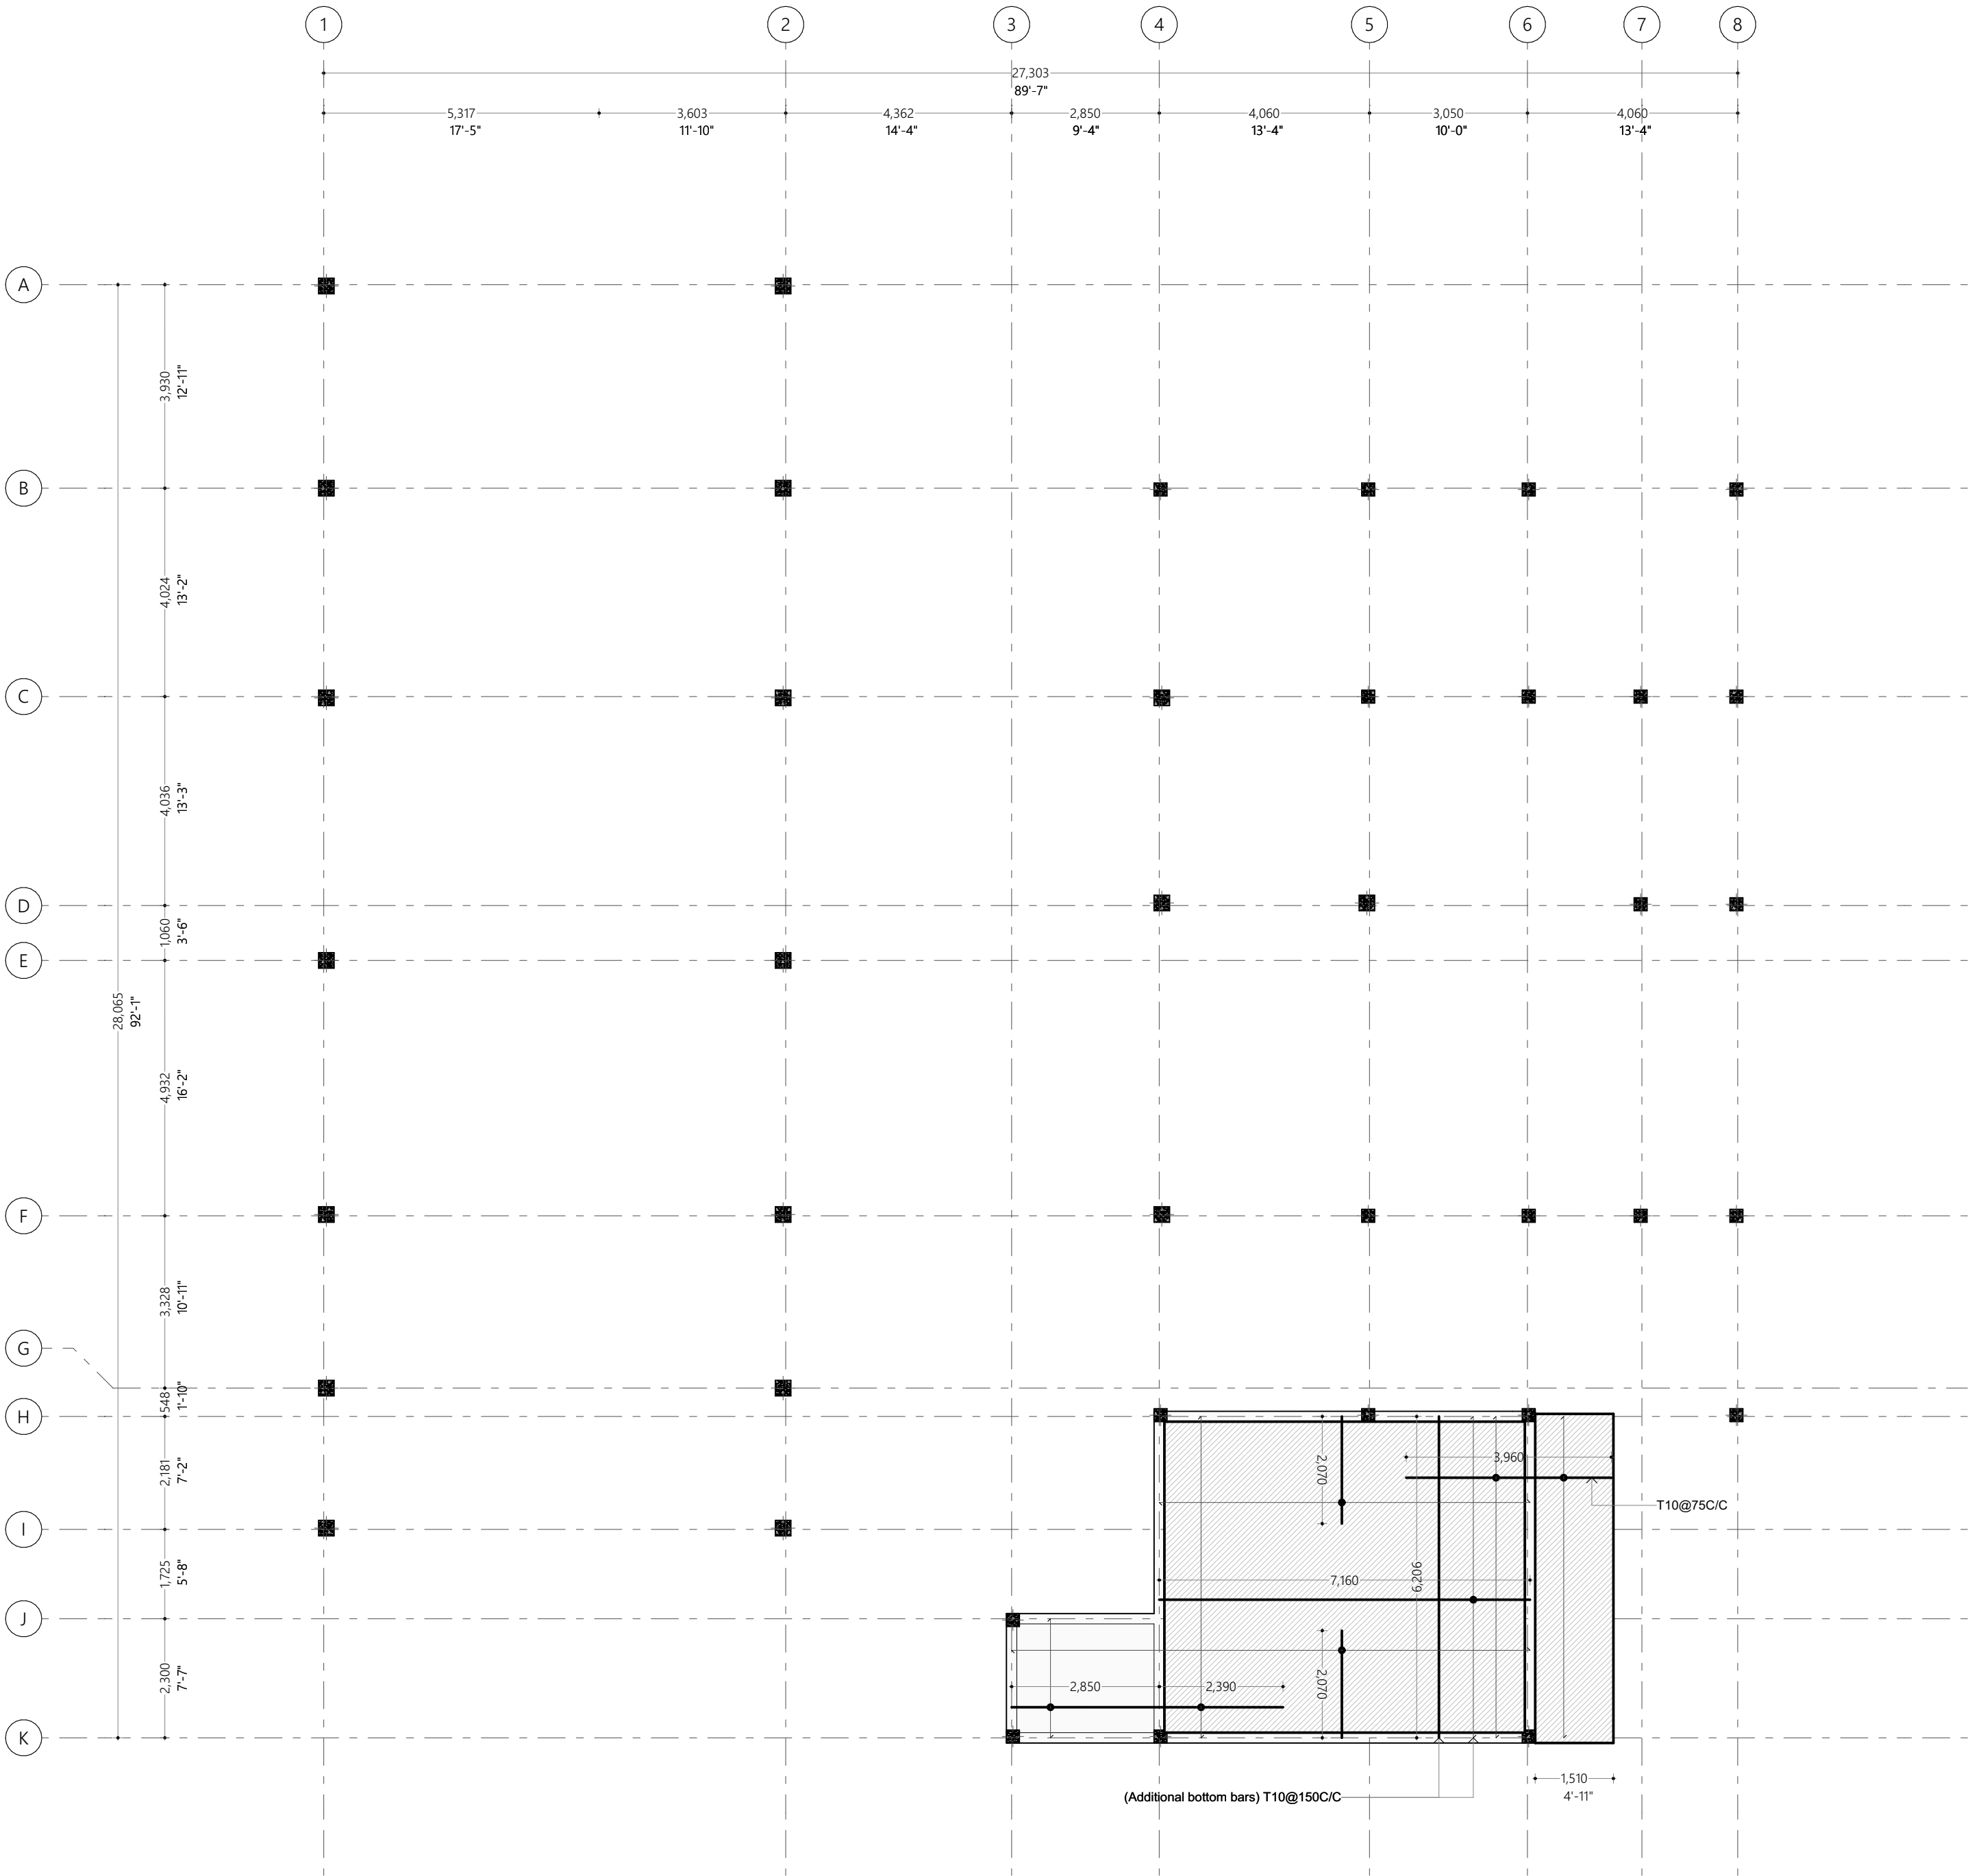 1 2 3 4 5 6 7 8
27,303
89'-7"
5,317 3,603 4,362 2,850 4,060 3,050 4,060
17'-5" 11'-10" 14'-4" 9'-4" 13'-4" 10'-0" 13'-4"
A
3,930
12'-11"
B
4,024
13'-2"
C
4,036
13'-3"
D
1,060
3'-6"
E
28,065
92'-1"
4,932
16'-2"
F
3,328
10'-11"
G
548
1'-10"
H
2,181
7'-2"
I
1,725
5'-8"
J
2,300
7'-7"
K
2,070
3,960
T10@75C/C
7,160
6,206
2,850
2,390
2,070
1,510
4'-11"
(Additional bottom bars) T10@150C/C